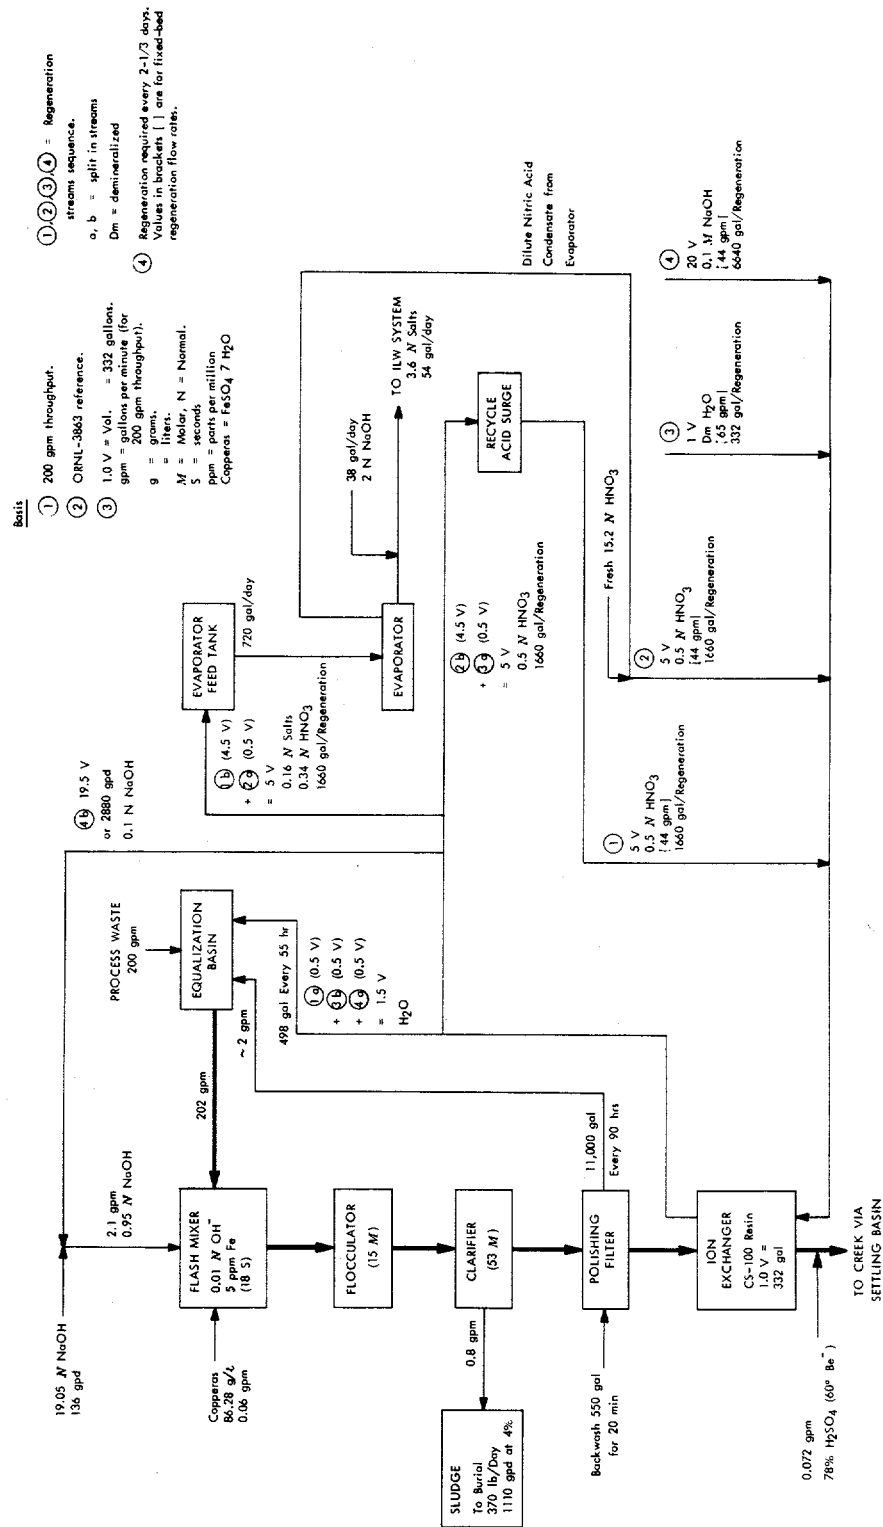 Basis
① 200 gpm throughput.
② ORNL-3863 reference.
③ 1.0 V = Vol. = 332 gallons.
gpm = gallons per minute (for
200 gpm throughput).
g = grams.
= liters.
M = Molar, N = Normal.
S = seconds
ppm = parts per million
Copperas = FeSO4 7 H2O
①,②,③,④ = Regeneration
streams sequence.
a, b = split in streams
Dm = demineralized
④ Regeneration required every 2-1/3 days.
Values in brackets [ ] are for fixed-bed
regeneration flow rates.
19.05 N NaOH
136 gpd
2.1 gpm
0.95 N NaOH
4b 19.5 V
or 2880 gpd
0.1 N NaOH
PROCESS WASTE
200 gpm
EQUALIZATION
BASIN
202 gpm
~ 2 gpm
498 gal Every 55 hr
1a (0.5 V)
+ 3b (0.5 V)
+ 4a (0.5 V)
= 1.5 V
H2O
Copperas
86.28 g/ℓ
0.06 gpm
FLASH MIXER
0.01 N OH−
5 ppm Fe
(18 S)
FLOCCULATOR
(15 M)
CLARIFIER
(53 M)
0.8 gpm
SLUDGE
To Burial
370 lb/Day
1110 gpd at 4%
POLISHING
FILTER
11,000 gal
Every 90 hrs
Backwash 550 gal
for 20 min
ION
EXCHANGER
CS-100 Resin
1.0 V =
332 gal
0.072 gpm
78% H2SO4 (60° Be−)
TO CREEK VIA
SETTLING BASIN
EVAPORATOR
FEED TANK
720 gal/day
1b (4.5 V)
+ 2a (0.5 V)
= 5 V
0.16 N Salts
0.34 N HNO3
1660 gal/Regeneration
EVAPORATOR
38 gal/day
2 N NaOH
TO ILW SYSTEM
3.6 N Salts
54 gal/day
Dilute Nitric Acid
Condensate from
Evaporator
2b (4.5 V)
+ 3a (0.5 V)
= 5 V
0.5 N HNO3
1660 gal/Regeneration
RECYCLE
ACID SURGE
Fresh 15.2 N HNO3
①
5 V
0.5 N HNO3
[44 gpm]
1660 gal/Regeneration
②
5 V
0.5 N HNO3
[44 gpm]
1660 gal/Regeneration
③
1 V
Dm H2O
[65 gpm]
332 gal/Regeneration
④
20 V
0.1 M NaOH
[44 gpm]
6640 gal/Regeneration